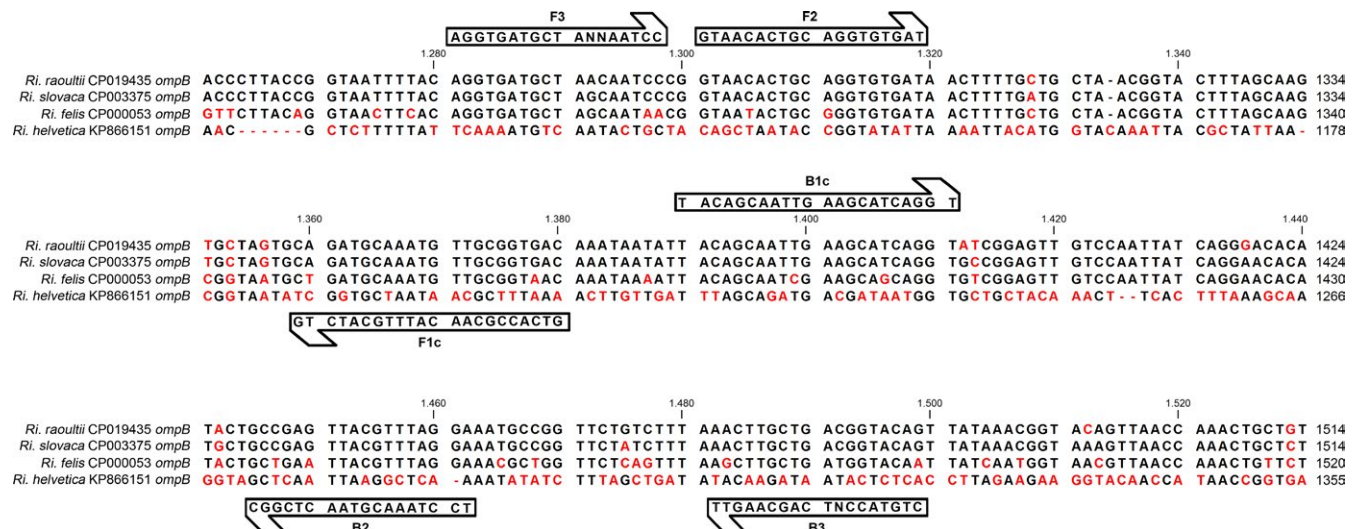 F3 F2
AGGTGATGCT ANNAATCC GTAACACTGC AGGTGTGAT
1.280 1.300 1.320 1.340
Ri. raoultii CP019435 ompB ACCCTTACCG GTAATTTTAC AGGTGATGCT AACAATCCCG GTAACACTGC AGGTGTGATA ACTTTTGCTG CTA-ACGGTA CTTTAGCAAG 1334
Ri. slovaca CP003375 ompB ACCCTTACCG GTAATTTTAC AGGTGATGCT AGCAATCCCG GTAACACTGC AGGTGTGATA ACTTTTGATG CTA-ACGGTA CTTTAGCAAG 1334
Ri. felis CP000053 ompB GTTCTTACAG GTAACTTCAC AGGTGATGCT AGCAATAACG GTAATACTGC GGGTGTGATA ACTTTTGCTG CTA-ACGGTA CTTTAGCAAG 1340
Ri. helvetica KP866151 ompB AAC------G CTCTTTTTAT TCAAAATGTC AATACTGCTA CAGCTAATAC CGGTATATTA AAATTACATG GTACAAATTA CGCTATTAA- 1178
B1c
T ACAGCAATTG AAGCATCAGG T
1.360 1.380 1.400 1.420 1.440
Ri. raoultii CP019435 ompB TGCTAGTGCA GATGCAAATG TTGCGGTGAC AAATAATATT ACAGCAATTG AAGCATCAGG TATCGGAGTT GTCCAATTAT CAGGGACACA 1424
Ri. slovaca CP003375 ompB TGCTAGTGCA GATGCAAATG TTGCGGTGAC AAATAATATT ACAGCAATTG AAGCATCAGG TGCCGGAGTT GTCCAATTAT CAGGAACACA 1424
Ri. felis CP000053 ompB CGGTAATGCT GATGCAAATG TTGCGGTAAC AAATAAAATT ACAGCAATCG AAGCAGCAGG TGTCGGAGTT GTCCAATTAT CAGGAACACA 1430
Ri. helvetica KP866151 ompB CGGTAATATC GGTGCTAATA ACGCTTTAAA ACTTGTTGAT TTAGCAGATG ACGATAATGG TGCTGCTACA AACT--TCAC TTTAAAGCAA 1266
GT CTACGTTTAC AACGCCACTG
F1c
1.460 1.480 1.500 1.520
Ri. raoultii CP019435 ompB TACTGCCGAG TTACGTTTAG GAAATGCCGG TTCTGTCTTT AAACTTGCTG ACGGTACAGT TATAAACGGT ACAGTTAACC AAACTGCTGT 1514
Ri. slovaca CP003375 ompB TGCTGCCGAG TTACGTTTAG GAAATGCCGG TTCTATCTTT AAACTTGCTG ACGGTACAGT TATAAACGGT AAAGTTAACC AAACTGCTCT 1514
Ri. felis CP000053 ompB TACTGCTGAA TTACGTTTAG GAAACGCTGG TTCTCAGTTT AAGCTTGCTG ATGGTACAAT TATCAATGGT AACGTTAACC AAACTGTTCT 1520
Ri. helvetica KP866151 ompB GGTAGCTCAA TTAAGGCTCA -AAATATATC TTTAGCTGAT ATACAAGATA ATACTCTCAC CTTAGAAGAA GGTACAACCA TAACCGGTGA 1355
CGGCTC AATGCAAATC CT TTGAACGAC TNCCATGTC
B2 B3